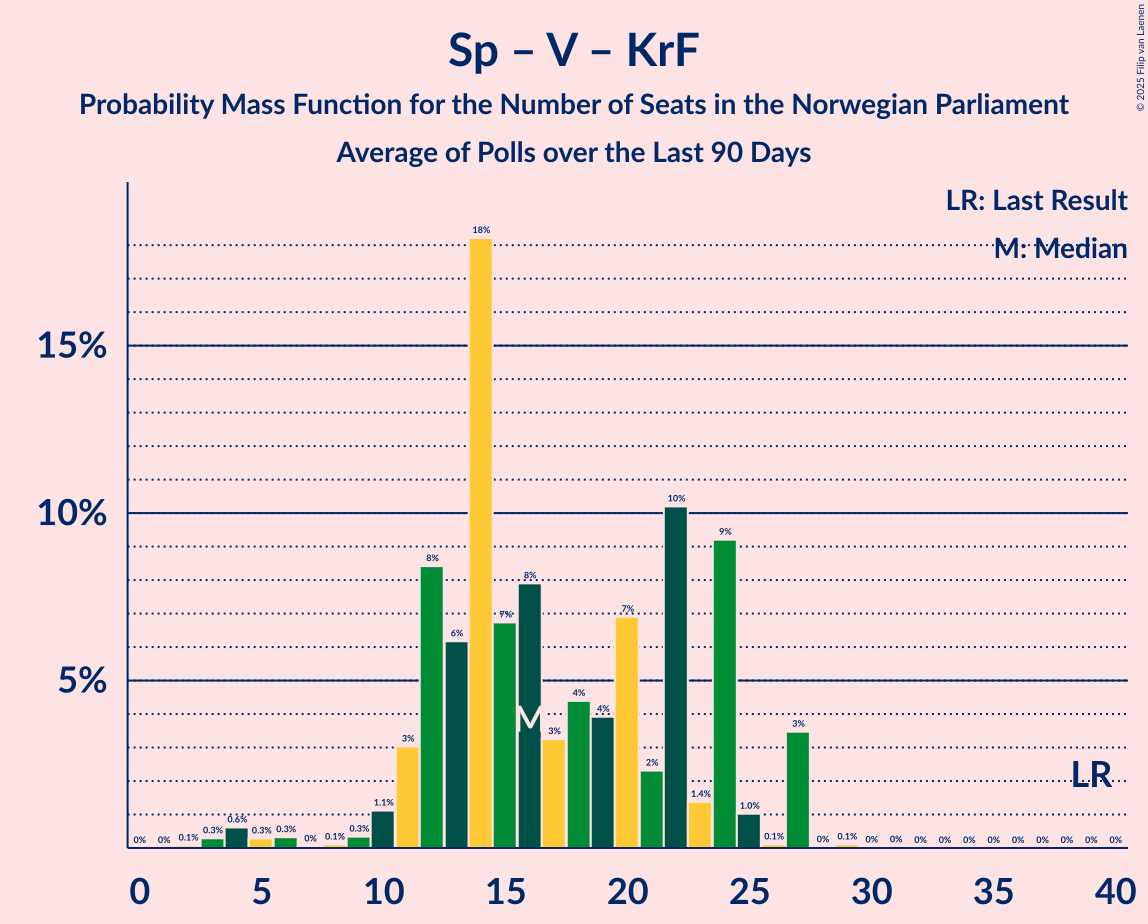 © 2025 Filip van Laenen
Sp – V – KrF
Probability Mass Function for the Number of Seats in the Norwegian Parliament
Average of Polls over the Last 90 Days
LR: Last Result
M: Median
15%
10%
5%
0% 0% 0.1% 0.3% 0.6% 0.3% 0.3% 0% 0.1% 0.3% 1.1% 3% 8% 6% 18% 7% 8% 3% 4% 4% 7% 2% 10% 1.4% 9% 1.0% 0.1% 3% 0% 0.1% 0% 0% 0% 0% 0% 0% 0% 0% 0% 0% 0%
M
LR
0 5 10 15 20 25 30 35 40